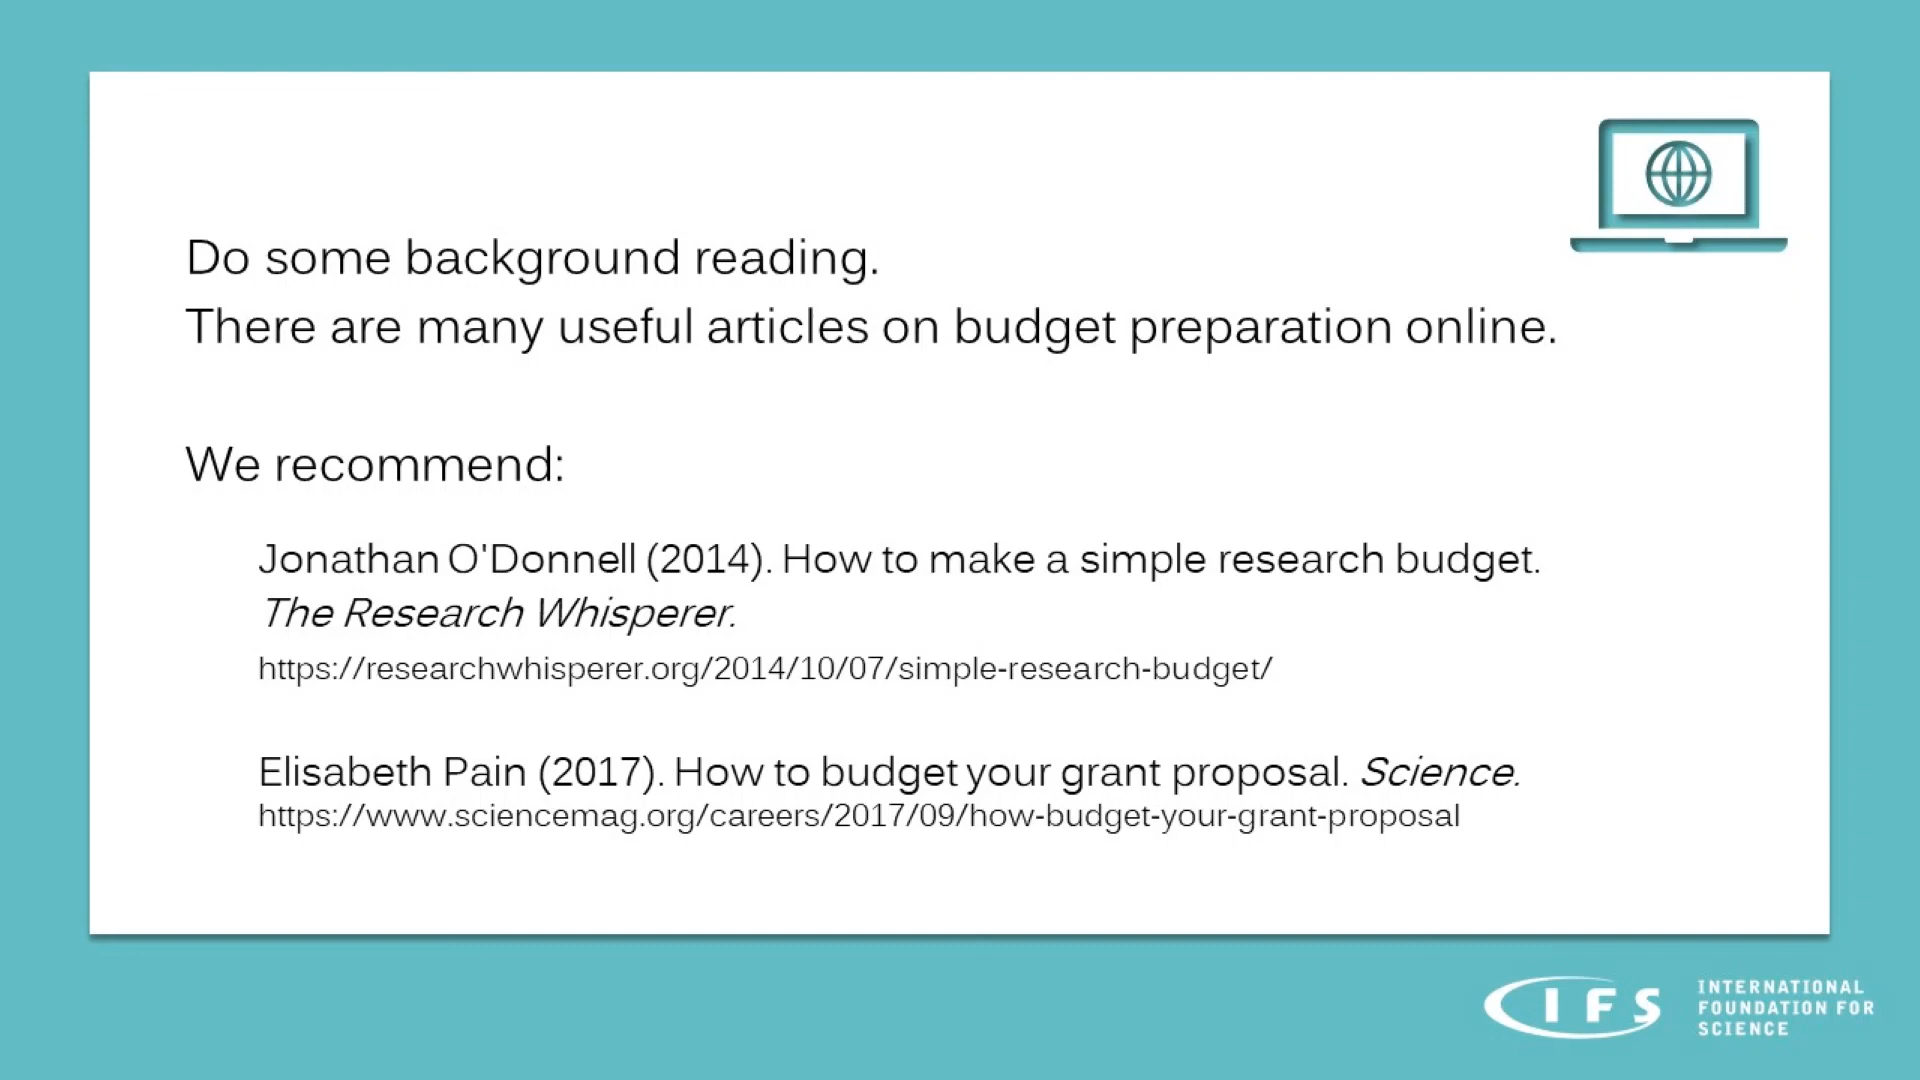 Do some background reading.
There are many useful articles on budget preparation online.
We recommend:
Jonathan O'Donnell (2014). How to make a simple research budget.
The Research Whisperer.
https://researchwhisperer.org/2014/10/07/simple-research-budget/
Elisabeth Pain (2017). How to budget your grant proposal. Science.
https://www.sciencemag.org/careers/2017/09/how-budget-your-grant-proposal
IFS
INTERNATIONAL
FOUNDATION FOR
SCIENCE